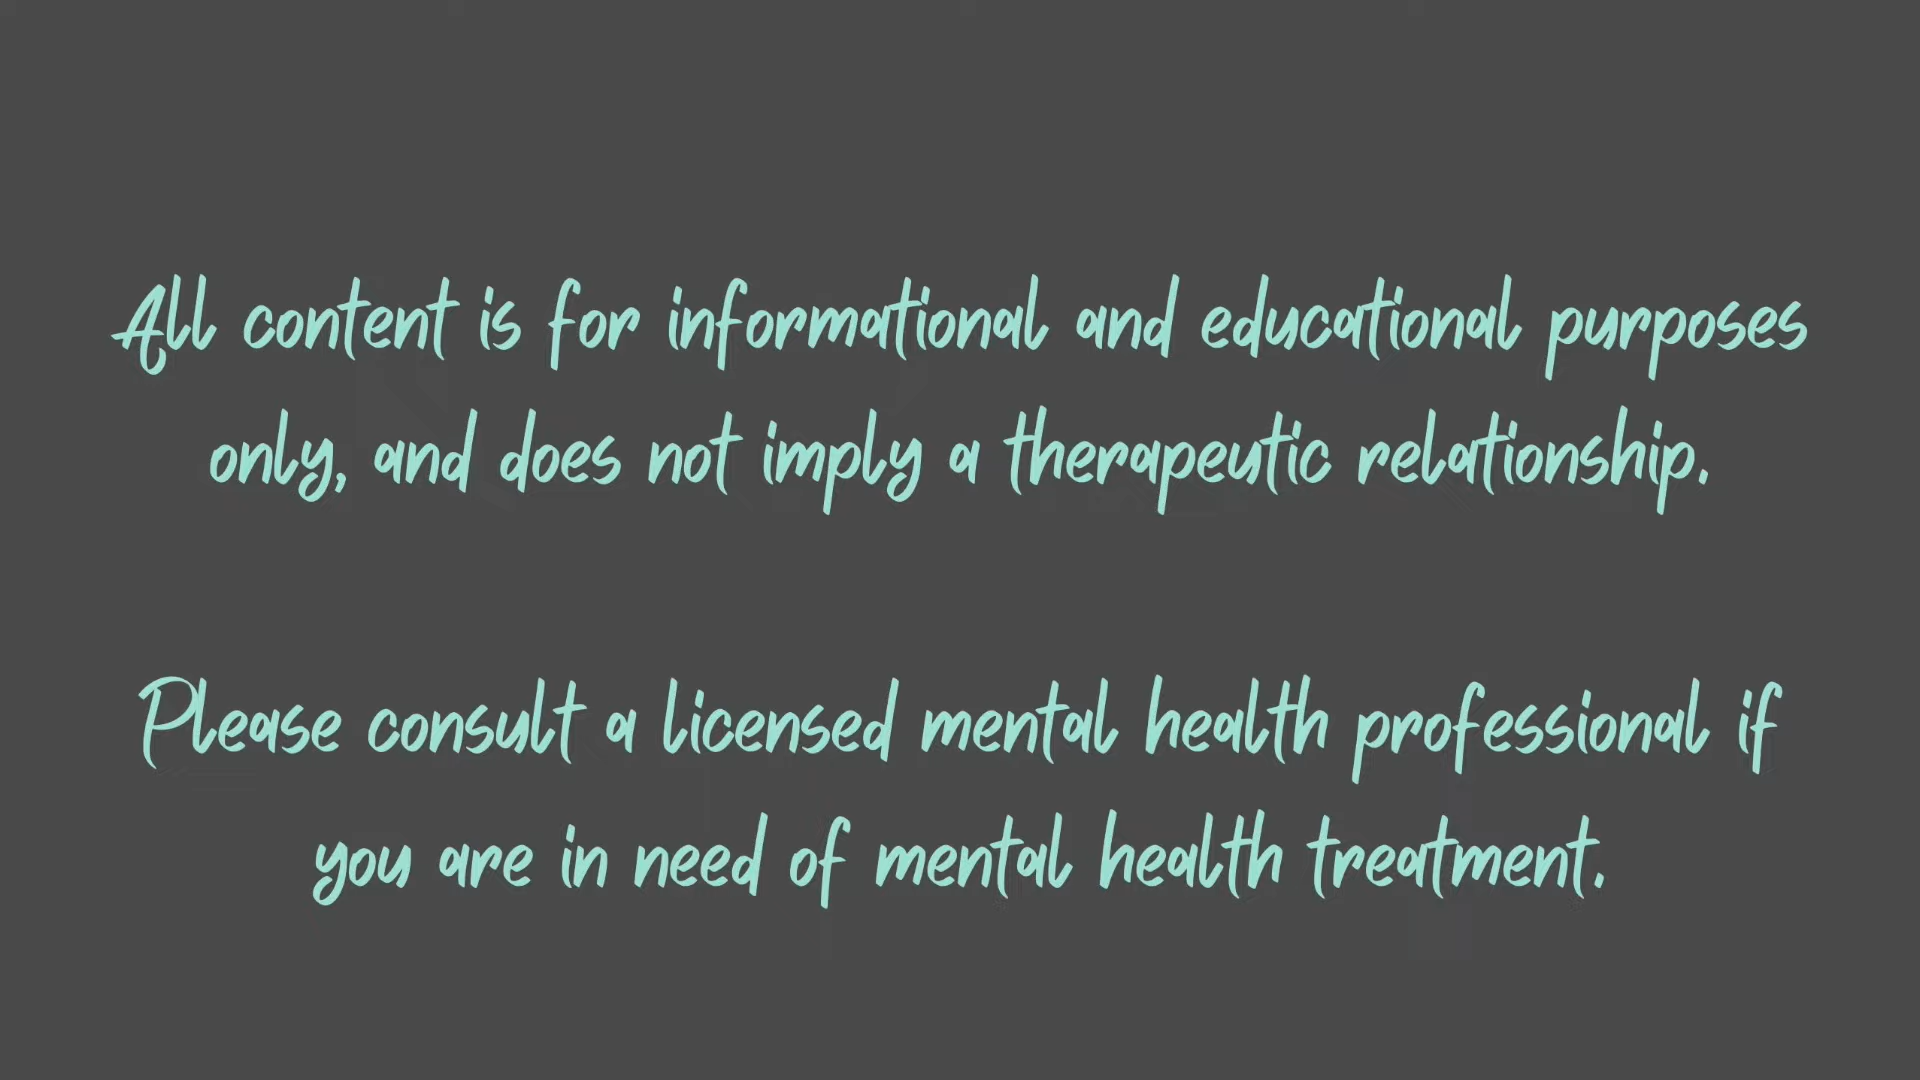 All content is for informational and educational purposes
only, and does not imply a therapeutic relationship.
Please consult a licensed mental health professional if
you are in need of mental health treatment.